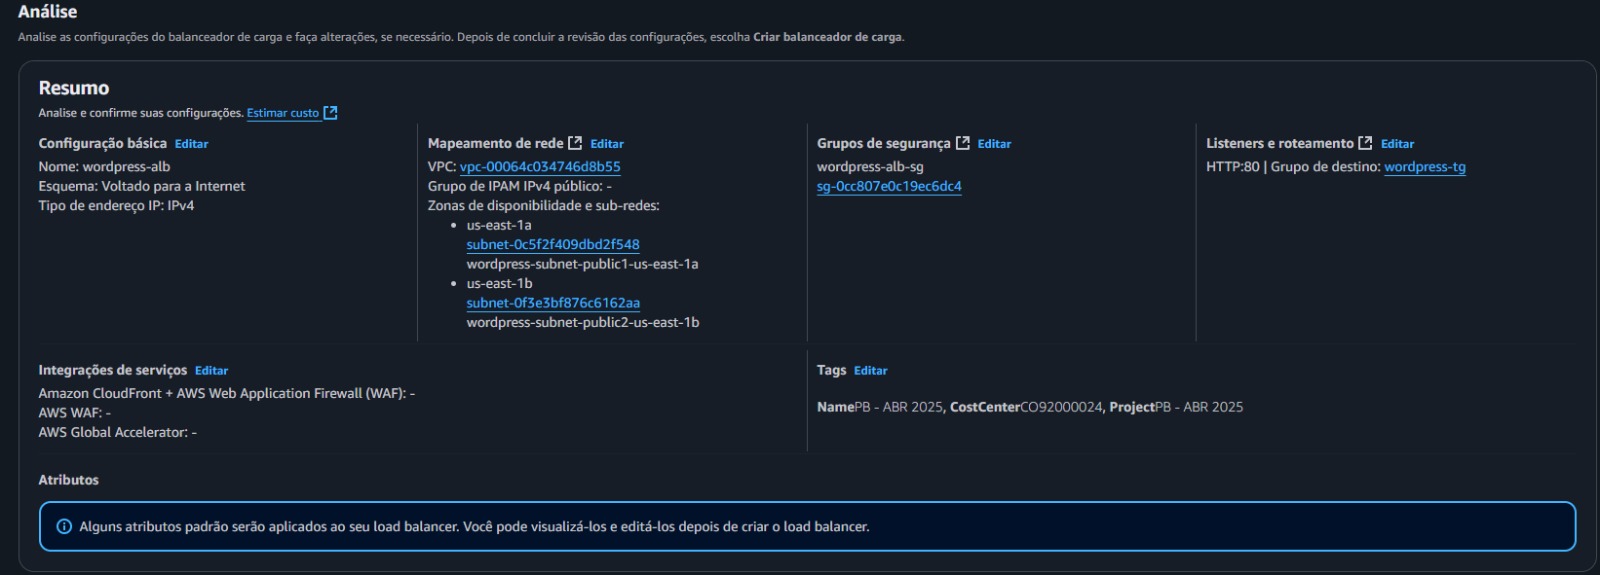 Análise
Analise as configurações do balanceador de carga e faça alterações, se necessário. Depois de concluir a revisão das configurações, escolha Criar balanceador de carga.
Resumo
Analise e confirme suas configurações. Estimar custo
Configuração básica Editar
Nome: wordpress-alb
Esquema: Voltado para a Internet
Tipo de endereço IP: IPv4
Mapeamento de rede Editar
VPC: vpc-00064c034746d8b55
Grupo de IPAM IPv4 público: -
Zonas de disponibilidade e sub-redes:
• us-east-1a
subnet-0c5f2f409dbd2f548
wordpress-subnet-public1-us-east-1a
• us-east-1b
subnet-0f3e3bf876c6162aa
wordpress-subnet-public2-us-east-1b
Grupos de segurança Editar
wordpress-alb-sg
sg-0cc807e0c19ec6dc4
Listeners e roteamento Editar
HTTP:80 | Grupo de destino: wordpress-tg
Integrações de serviços Editar
Amazon CloudFront + AWS Web Application Firewall (WAF): -
AWS WAF: -
AWS Global Accelerator: -
Tags Editar
NamePB - ABR 2025, CostCenterCO92000024, ProjectPB - ABR 2025
Atributos
Alguns atributos padrão serão aplicados ao seu load balancer. Você pode visualizá-los e editá-los depois de criar o load balancer.